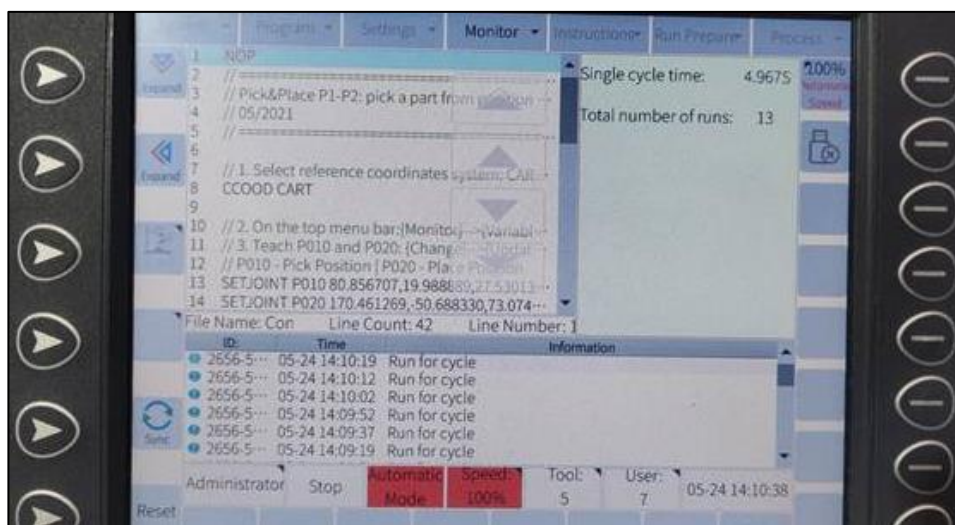 Program Settings Monitor Instructions Run Prepare Process
Expand
Expand
Sync
Reset
1 NOP
2 //
3 // Pick&Place P1-P2: pick a part from position ...
4 // 05/2021
5 //
6
7 // 1. Select reference coordinates system: CAR...
8 CCOOD CART
9
10 // 2. On the top menu bar:{Monitor} ->{Variabl...
11 // 3. Teach P010 and P020: {Change}
12 // P010 - Pick Position | P020 - Place Position
13 SETJOINT P010 80.856707,19.988889,27.53013...
14 SETJOINT P020 170.461269,-50.688330,73.074...
File Name: Con Line Count: 42 Line Number: 1
Single cycle time: 4.967S
Total number of runs: 13
100%
Automatic
Speed
ID: Time Information
2656-5... 05-24 14:10:19 Run for cycle
2656-5... 05-24 14:10:12 Run for cycle
2656-5... 05-24 14:10:02 Run for cycle
2656-5... 05-24 14:09:52 Run for cycle
2656-5... 05-24 14:09:37 Run for cycle
2656-5... 05-24 14:09:19 Run for cycle
Administrator Stop Automatic Mode Speed: 100% Tool: 5 User: 7 05-24 14:10:38